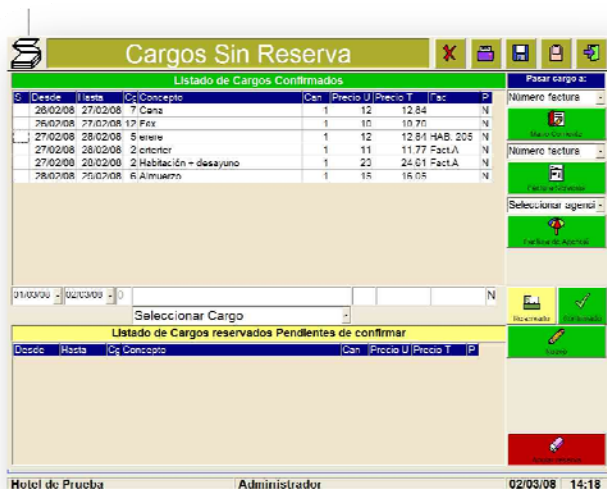 Cargos Sin Reserva
Listado de Cargos Confirmados
Pasar cargo a:
S Desde Hasta Cg Concepto Can Precio U Precio T Fac P
26/02/08 27/02/08 7 Cena 1 12 12.84 N
26/02/08 27/02/08 12 Fax 1 10 10.70 N
27/02/08 28/02/08 5 erere 1 12 12.84 HAB. 205 N
27/02/08 28/02/08 2 erterter 1 11 11.77 Fact.A N
27/02/08 28/02/08 2 Habitación + desayuno 1 23 24.61 Fact.A N
28/02/08 29/02/08 6 Almuerzo 1 15 16.05 N
Número factura
Número factura
Seleccionar agenci
01/03/08 02/03/08 0 N
Seleccionar Cargo
Reservado
Confirmado
Listado de Cargos reservados Pendientes de confirmar
Desde Hasta Cg Concepto Can Precio U Precio T P
Hotel de Prueba Administrador 02/03/08 14:18